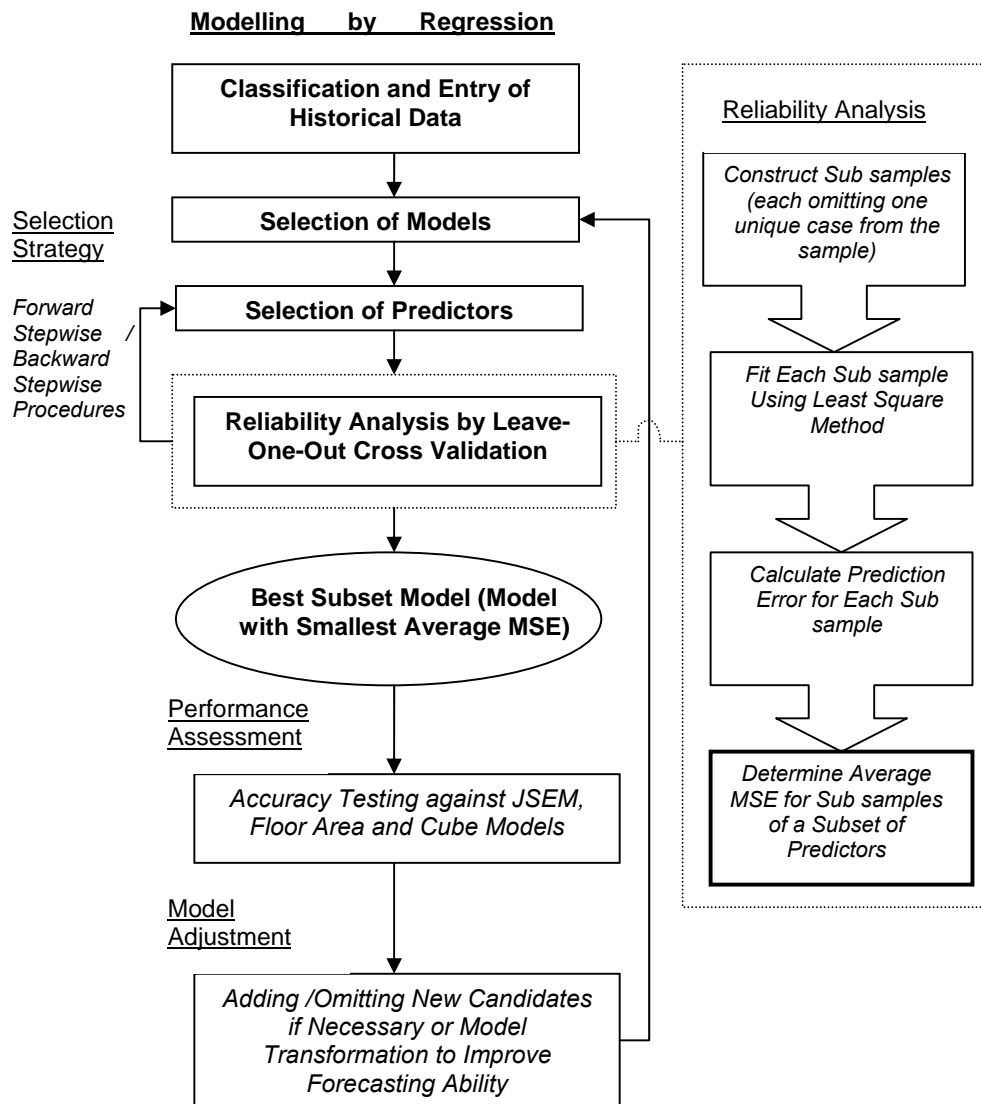 Modelling by Regression
Classification and Entry of
Historical Data
Selection of Models
Selection
Strategy
Selection of Predictors
Forward
Stepwise /
Backward
Stepwise
Procedures
Reliability Analysis by Leave-
One-Out Cross Validation
Best Subset Model (Model
with Smallest Average MSE)
Performance
Assessment
Accuracy Testing against JSEM,
Floor Area and Cube Models
Model
Adjustment
Adding /Omitting New Candidates
if Necessary or Model
Transformation to Improve
Forecasting Ability
Reliability Analysis
Construct Sub samples
(each omitting one
unique case from the
sample)
Fit Each Sub sample
Using Least Square
Method
Calculate Prediction
Error for Each Sub
sample
Determine Average
MSE for Sub samples
of a Subset of
Predictors